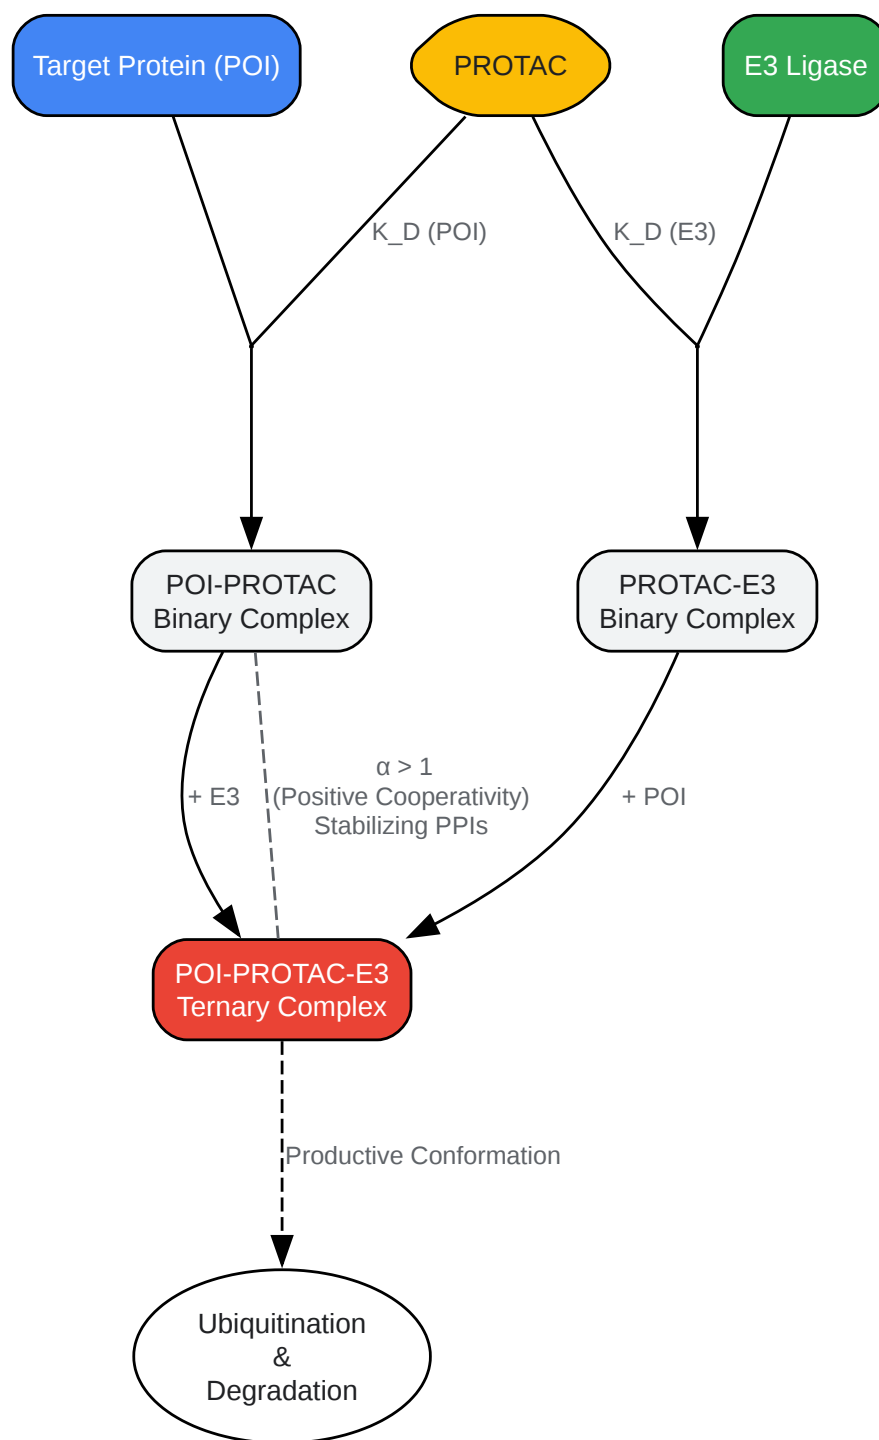 Target Protein (POI)
PROTAC
E3 Ligase
K_D (POI)
K_D (E3)
POI-PROTAC
Binary Complex
PROTAC-E3
Binary Complex
+ E3
α > 1
(Positive Cooperativity)
Stabilizing PPIs
+ POI
POI-PROTAC-E3
Ternary Complex
Productive Conformation
Ubiquitination
&
Degradation